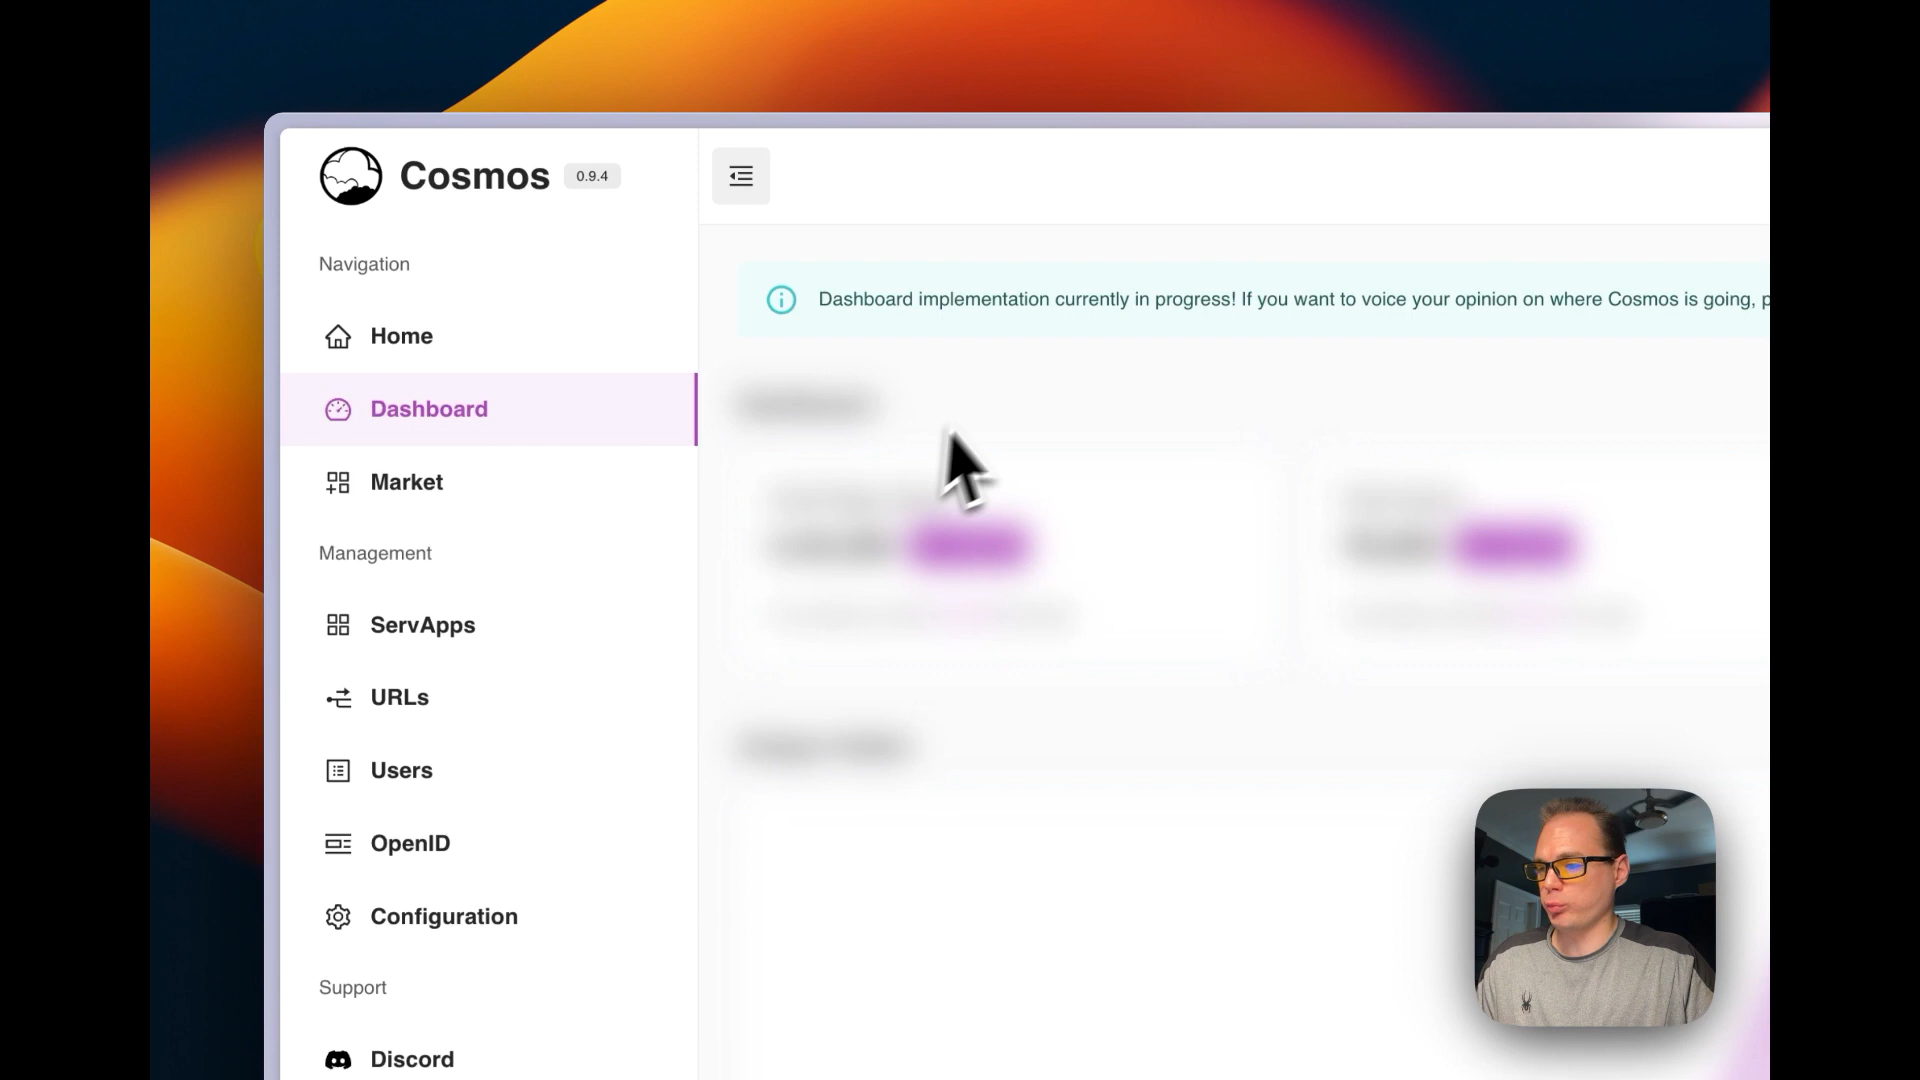 Cosmos 0.9.4
Navigation
Home
Dashboard
Market
Management
ServApps
URLs
Users
OpenID
Configuration
Support
Discord
Dashboard implementation currently in progress! If you want to voice your opinion on where Cosmos is going,